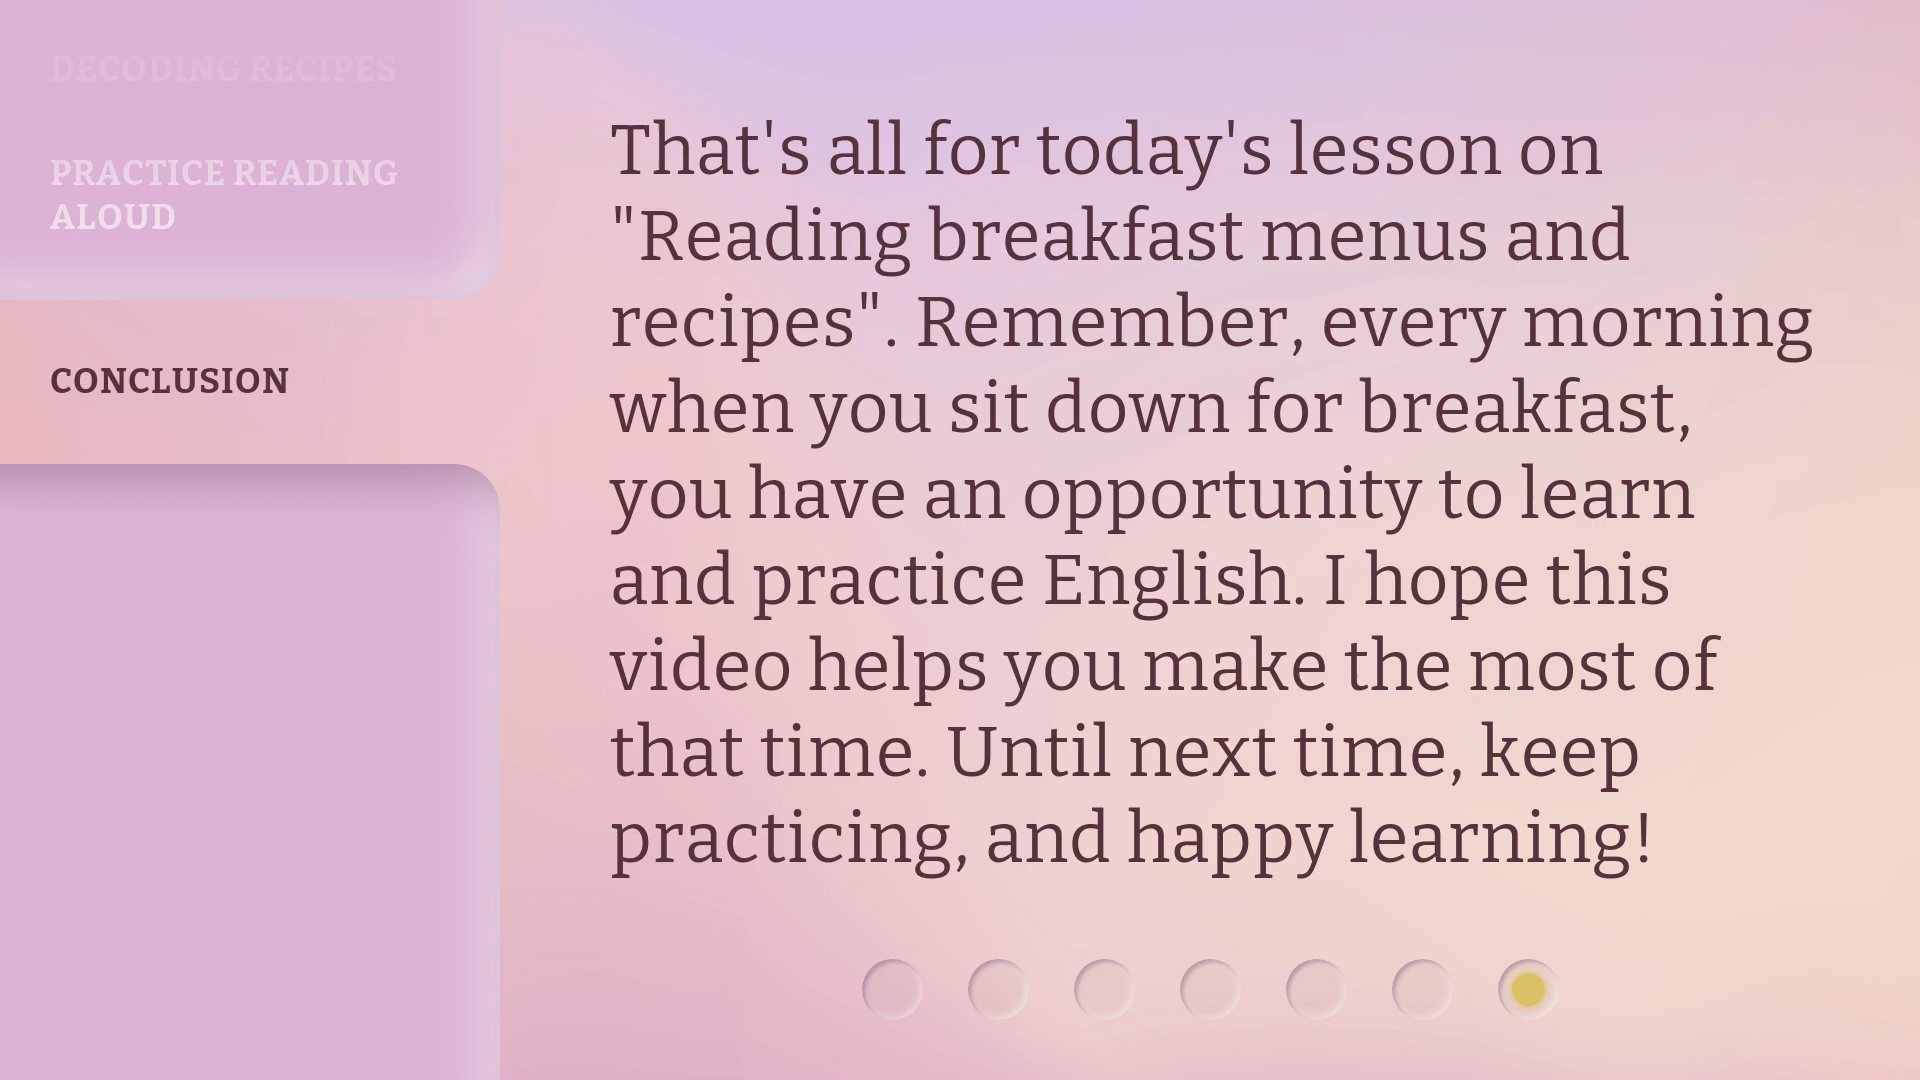 DECODING RECIPES
PRACTICE READING
ALOUD
CONCLUSION
That's all for today's lesson on
"Reading breakfast menus and
recipes". Remember, every morning
when you sit down for breakfast,
you have an opportunity to learn
and practice English. I hope this
video helps you make the most of
that time. Until next time, keep
practicing, and happy learning!